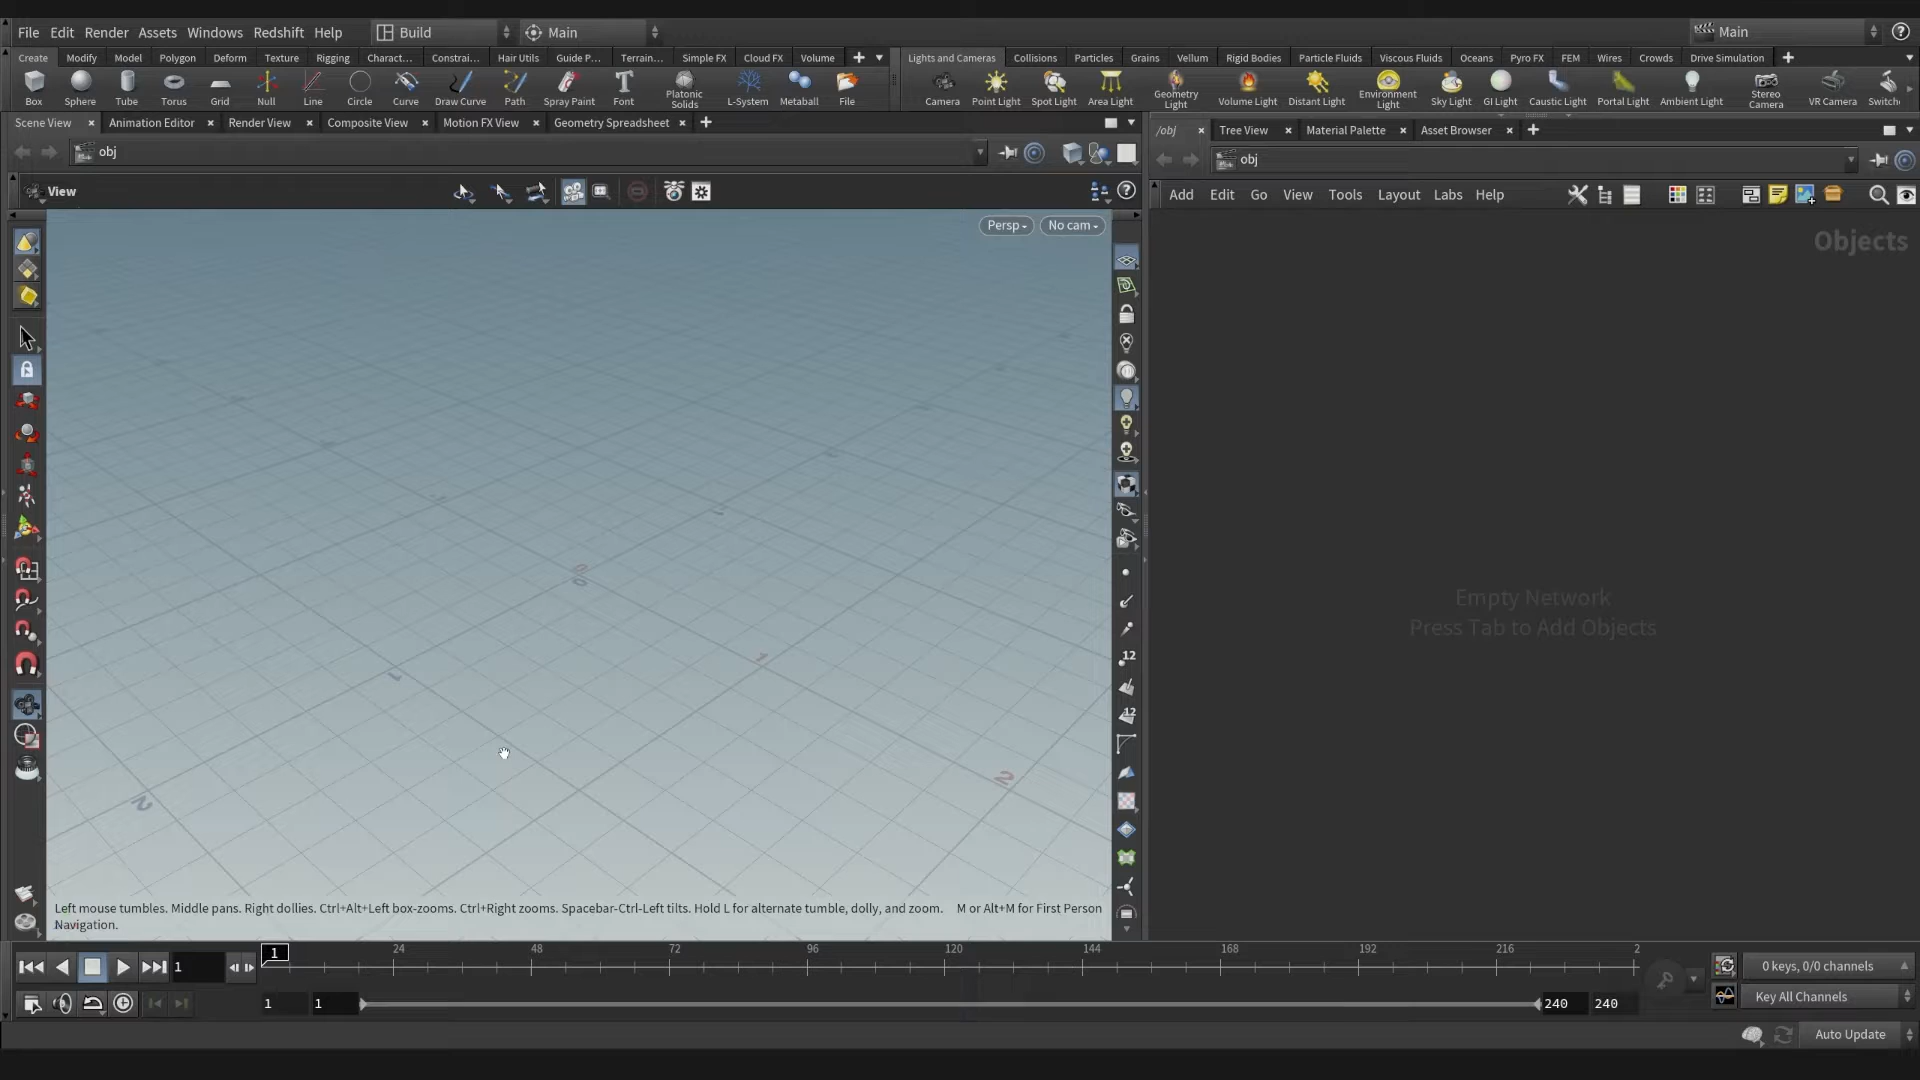 File Edit Render Assets Windows Redshift Help Build Main Main
Create Modify Model Polygon Deform Texture Rigging Charact... Constrai... Hair Utils Guide P... Terrain... Simple FX Cloud FX Volume
Lights and Cameras Collisions Particles Grains Vellum Rigid Bodies Particle Fluids Viscous Fluids Oceans Pyro FX FEM Wires Crowds Drive Simulation
Box Sphere Tube Torus Grid Null Line Circle Curve Draw Curve Path Spray Paint Font Platonic Solids L-System Metaball File
Camera Point Light Spot Light Area Light Geometry Light Volume Light Distant Light Environment Light Sky Light GI Light Caustic Light Portal Light Ambient Light Stereo Camera VR Camera Switch
Scene View Animation Editor Render View Composite View Motion FX View Geometry Spreadsheet
/obj Tree View Material Palette Asset Browser
obj
obj
View
Add Edit Go View Tools Layout Labs Help
Persp No cam
Objects
0
0
1
1
2
2
12
12
Empty Network
Press Tab to Add Objects
Left mouse tumbles. Middle pans. Right dollies. Ctrl+Alt+Left box-zooms. Ctrl+Right zooms. Spacebar-Ctrl-Left tilts. Hold L for alternate tumble, dolly, and zoom. M or Alt+M for First Person
Navigation.
1 1 24 48 72 96 120 144 168 192 216 2
0 keys, 0/0 channels
1 1 240 240
Key All Channels
Auto Update